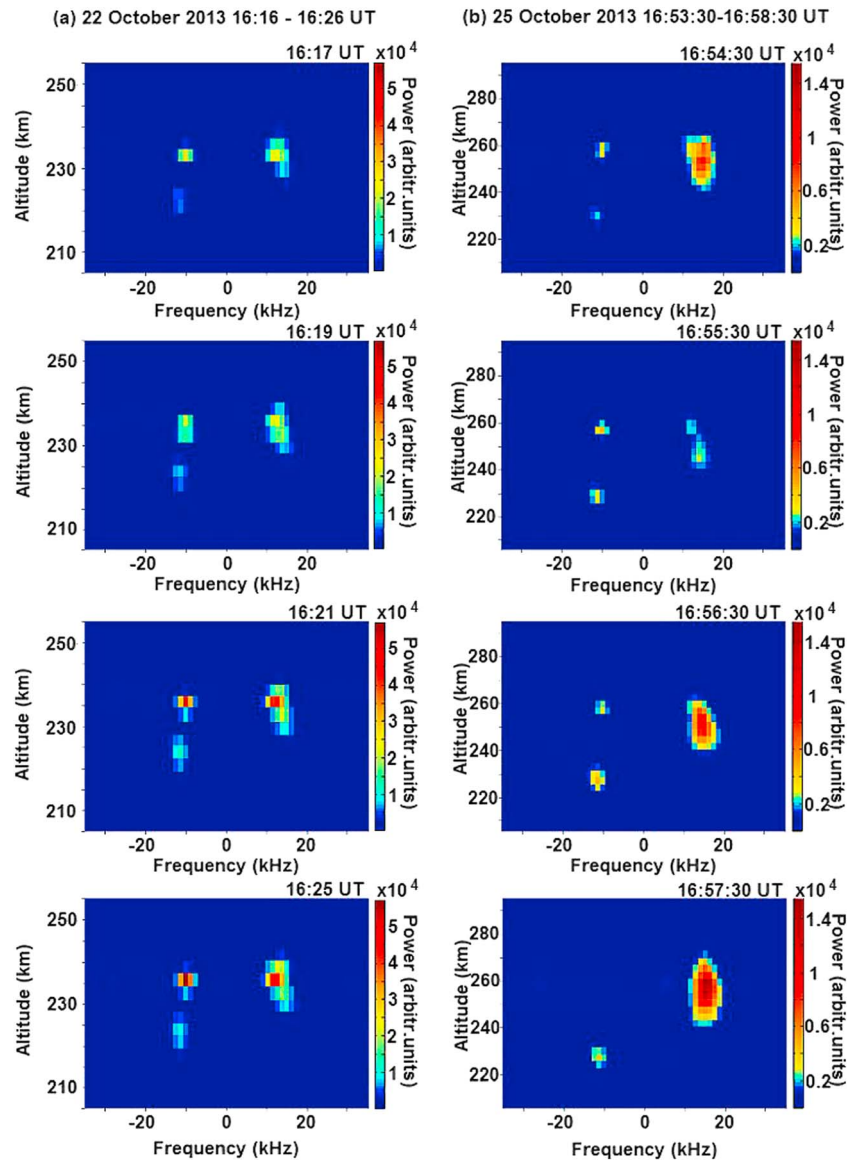 (a) 22 October 2013 16:16 - 16:26 UT
(b) 25 October 2013 16:53:30-16:58:30 UT
16:17 UT x10 4
250
230
210
Altitude (km)
-20 0 20
Frequency (kHz)
5
4
3
2
1
Power (arbitr.units)
16:54:30 UT x10 4
280
260
240
220
Altitude (km)
-20 0 20
Frequency (kHz)
1.4
1
0.6
0.2
Power (arbitr.units)
16:19 UT x10 4
250
230
210
Altitude (km)
-20 0 20
Frequency (kHz)
5
4
3
2
1
Power (arbitr.units)
16:55:30 UT x10 4
280
260
240
220
Altitude (km)
-20 0 20
Frequency (kHz)
1.4
1
0.6
0.2
Power (arbitr.units)
16:21 UT x10 4
250
230
210
Altitude (km)
-20 0 20
Frequency (kHz)
5
4
3
2
1
Power (arbitr.units)
16:56:30 UT x10 4
280
260
240
220
Altitude (km)
-20 0 20
Frequency (kHz)
1.4
1
0.6
0.2
Power (arbitr.units)
16:25 UT x10 4
250
230
210
Altitude (km)
-20 0 20
Frequency (kHz)
5
4
3
2
1
Power (arbitr.units)
16:57:30 UT x10 4
280
260
240
220
Altitude (km)
-20 0 20
Frequency (kHz)
1.4
1
0.6
0.2
Power (arbitr.units)